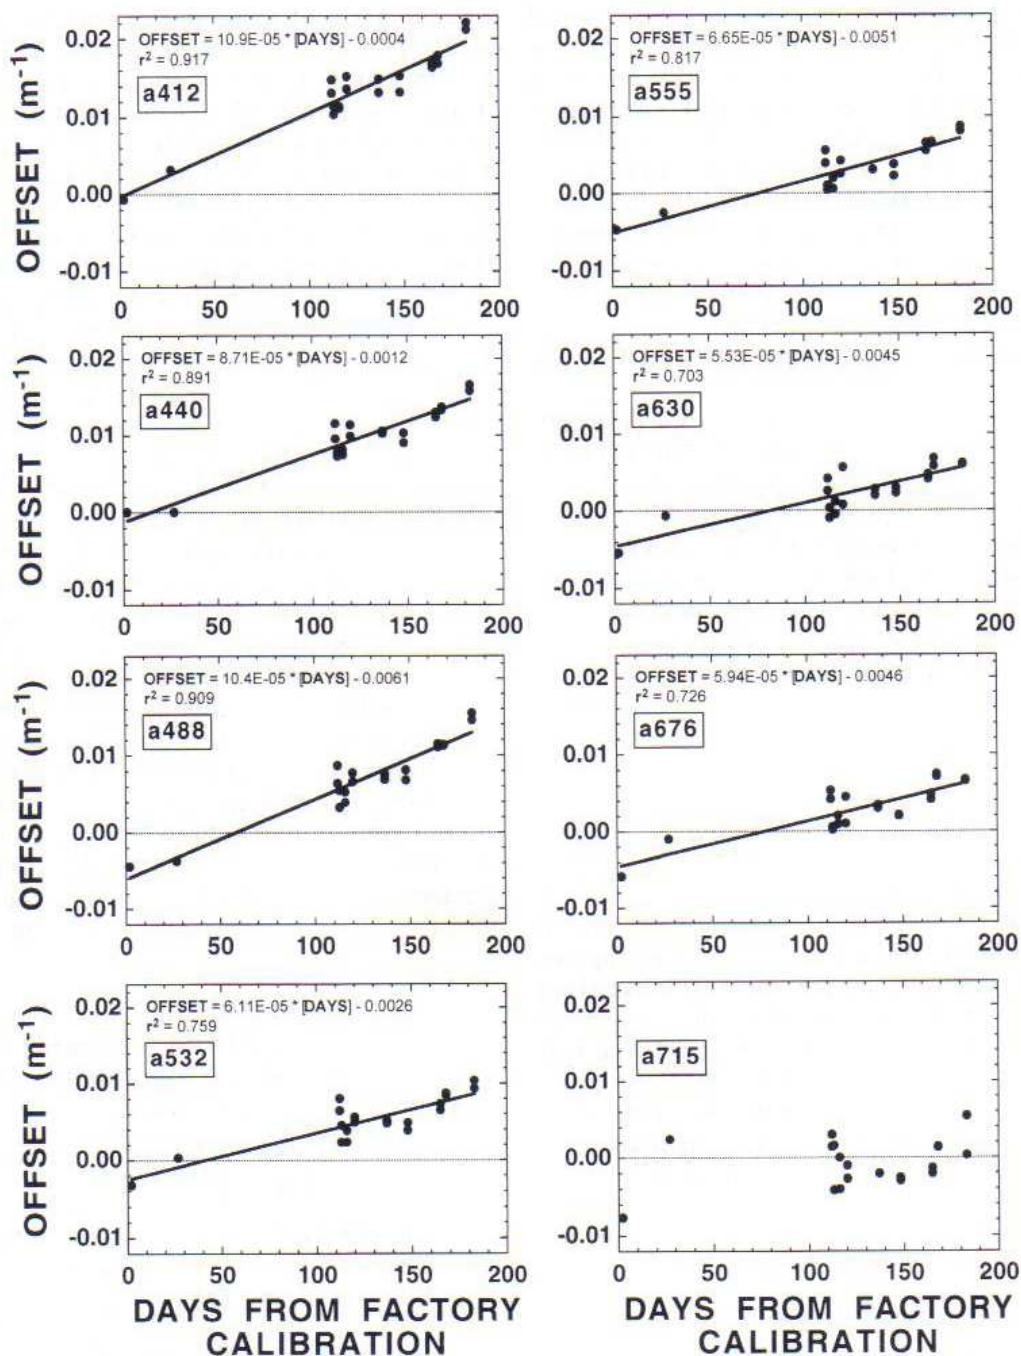 OFFSET (m-1)
0.02
0.01
0.00
-0.01
OFFSET = 10.9E-05 * [DAYS] - 0.0004
r2 = 0.917
a412
0 50 100 150 200
0.02
0.01
0.00
-0.01
OFFSET = 6.65E-05 * [DAYS] - 0.0051
r2 = 0.817
a555
0 50 100 150 200
OFFSET (m-1)
0.02
0.01
0.00
-0.01
OFFSET = 8.71E-05 * [DAYS] - 0.0012
r2 = 0.891
a440
0 50 100 150 200
0.02
0.01
0.00
-0.01
OFFSET = 5.53E-05 * [DAYS] - 0.0045
r2 = 0.703
a630
0 50 100 150 200
OFFSET (m-1)
0.02
0.01
0.00
-0.01
OFFSET = 10.4E-05 * [DAYS] - 0.0061
r2 = 0.909
a488
0 50 100 150 200
0.02
0.01
0.00
-0.01
OFFSET = 5.94E-05 * [DAYS] - 0.0046
r2 = 0.726
a676
0 50 100 150 200
OFFSET (m-1)
0.02
0.01
0.00
-0.01
OFFSET = 6.11E-05 * [DAYS] - 0.0026
r2 = 0.759
a532
0 50 100 150 200
DAYS FROM FACTORY
CALIBRATION
0.02
0.01
0.00
-0.01
a715
0 50 100 150 200
DAYS FROM FACTORY
CALIBRATION